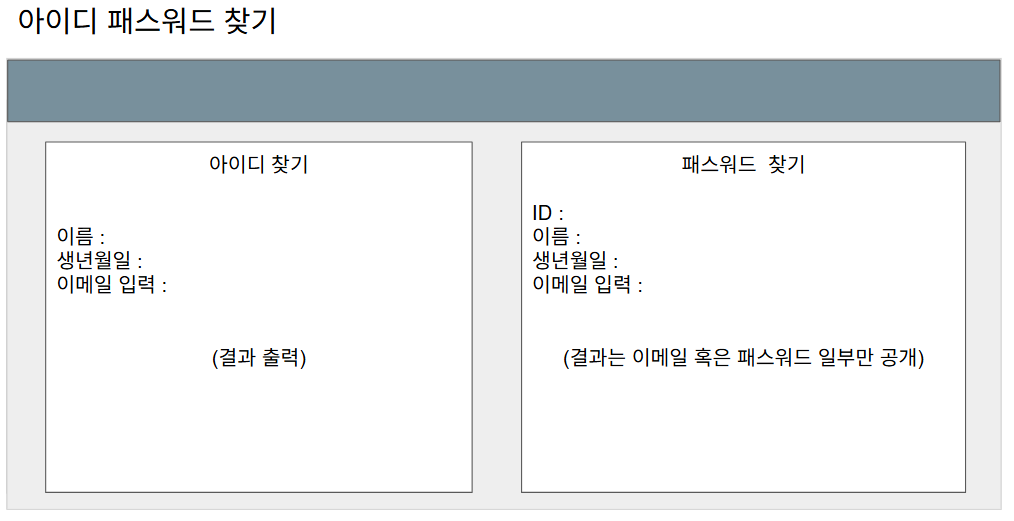 아이디 패스워드 찾기
아이디 찾기
이름 :
생년월일 :
이메일 입력 :
(결과 출력)
패스워드  찾기
ID :
이름 :
생년월일 :
이메일 입력 :
(결과는 이메일 혹은 패스워드 일부만 공개)